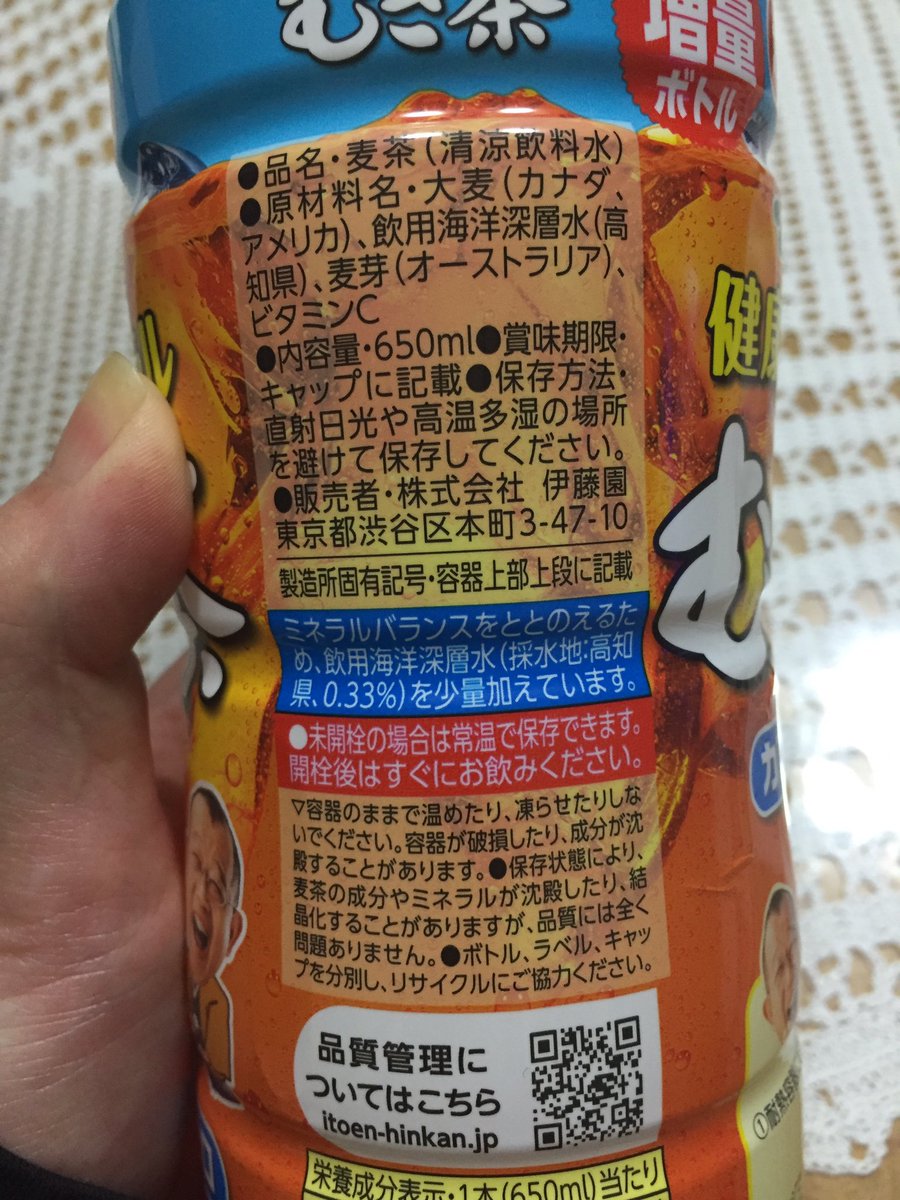 むぎ茶
増量
ボトル
●品名・麦茶(清涼飲料水)
●原材料名・大麦(カナダ、
アメリカ)、飲用海洋深層水(高
知県)、麦芽(オーストラリア)、
ビタミンC
●内容量・650ml●賞味期限・
キャップに記載●保存方法・
直射日光や高温多湿の場所
を避けて保存してください。
●販売者・株式会社 伊藤園
東京都渋谷区本町3-47-10
製造所固有記号・容器上部上段に記載
ミネラルバランスをととのえるた
め、飲用海洋深層水(採水地:高知
県、0.33%)を少量加えています。
●未開栓の場合は常温で保存できます。
開栓後はすぐにお飲みください。
▽容器のままで温めたり、凍らせたりしな
いでください。容器が破損したり、成分が沈
殿することがあります。●保存状態により、
麦茶の成分やミネラルが沈殿したり、結
晶化することがありますが、品質には全く
問題ありません。●ボトル、ラベル、キャッ
プを分別し、リサイクルにご協力ください。
品質管理に
ついてはこちら
itoen-hinkan.jp
栄養成分表示・1本(650ml)当たり
ル
健康
む
カ
①耐熱容器